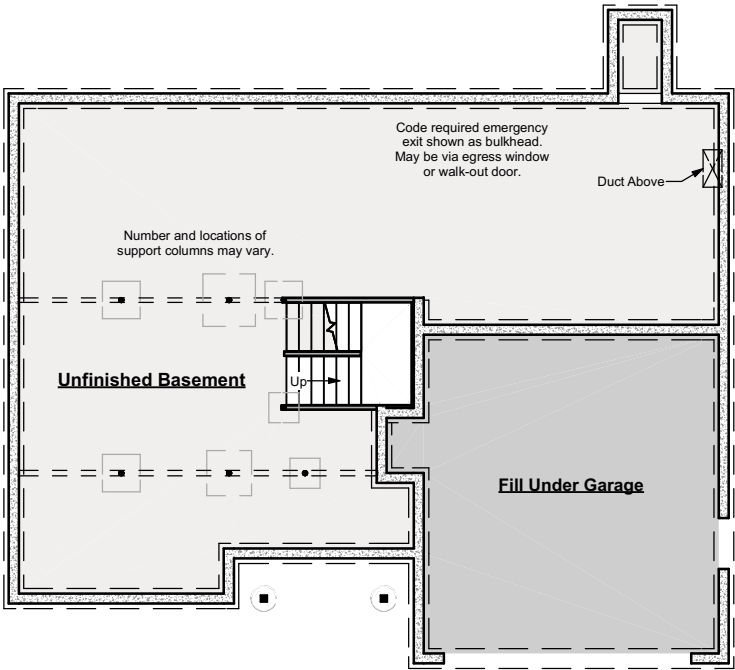 Code required emergency
exit shown as bulkhead.
May be via egress window
or walk-out door.
Duct Above
Number and locations of
support columns may vary.
Unfinished Basement
Up
Fill Under Garage